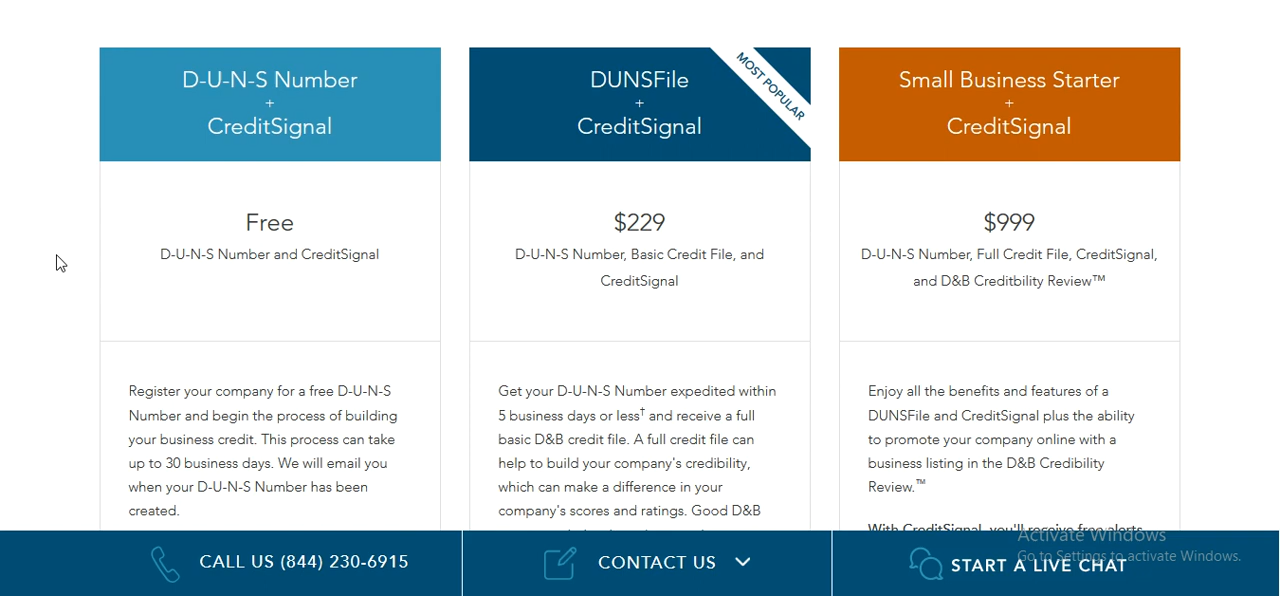 D-U-N-S Number
+
CreditSignal
Free
D-U-N-S Number and CreditSignal
Register your company for a free D-U-N-S
Number and begin the process of building
your business credit. This process can take
up to 30 business days. We will email you
when your D-U-N-S Number has been
created.
MOST POPULAR
DUNSFile
+
CreditSignal
$229
D-U-N-S Number, Basic Credit File, and
CreditSignal
Get your D-U-N-S Number expedited within
5 business days or less† and receive a full
basic D&B credit file. A full credit file can
help to build your company's credibility,
which can make a difference in your
company's scores and ratings. Good D&B
Small Business Starter
+
CreditSignal
$999
D-U-N-S Number, Full Credit File, CreditSignal,
and D&B Creditbility Review™
Enjoy all the benefits and features of a
DUNSFile and CreditSignal plus the ability
to promote your company online with a
business listing in the D&B Credibility
Review.™
With CreditSignal, you'll receive free alerts
CALL US (844) 230-6915
CONTACT US
START A LIVE CHAT
Activate Windows
Go to Settings to activate Windows.